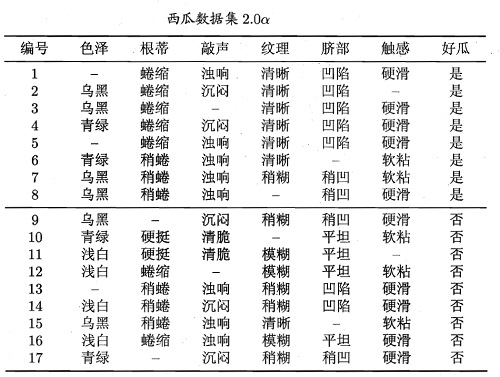 西瓜数据集 2.0α
编号 色泽 根蒂 敲声 纹理 脐部 触感 好瓜
1 – 蜷缩 浊响 清晰 凹陷 硬滑 是
2 乌黑 蜷缩 沉闷 清晰 凹陷 – 是
3 乌黑 蜷缩 – 清晰 凹陷 硬滑 是
4 青绿 蜷缩 沉闷 清晰 凹陷 硬滑 是
5 – 蜷缩 浊响 清晰 凹陷 硬滑 是
6 青绿 稍蜷 浊响 清晰 – 软粘 是
7 乌黑 稍蜷 浊响 稍糊 稍凹 软粘 是
8 乌黑 稍蜷 浊响 – 稍凹 硬滑 是
9 乌黑 – 沉闷 稍糊 稍凹 硬滑 否
10 青绿 硬挺 清脆 – 平坦 软粘 否
11 浅白 硬挺 清脆 模糊 平坦 – 否
12 浅白 蜷缩 – 模糊 平坦 软粘 否
13 – 稍蜷 浊响 稍糊 凹陷 硬滑 否
14 浅白 稍蜷 沉闷 稍糊 凹陷 硬滑 否
15 乌黑 稍蜷 浊响 清晰 – 软粘 否
16 浅白 蜷缩 浊响 模糊 平坦 硬滑 否
17 青绿 – 沉闷 稍糊 稍凹 硬滑 否